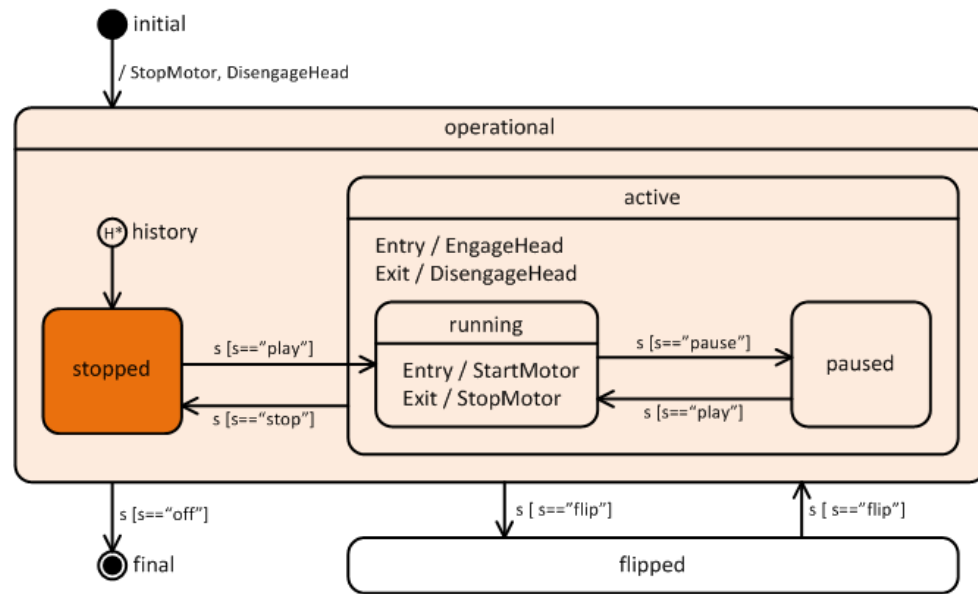 initial
/ StopMotor, DisengageHead
operational
active
H* history
Entry / EngageHead
Exit / DisengageHead
running
stopped
s [s=="play"]
Entry / StartMotor
Exit / StopMotor
s [s=="pause"]
paused
s [s=="stop"]
s [s=="play"]
s [s=="off"]
s [ s=="flip"]
s [ s=="flip"]
final
flipped